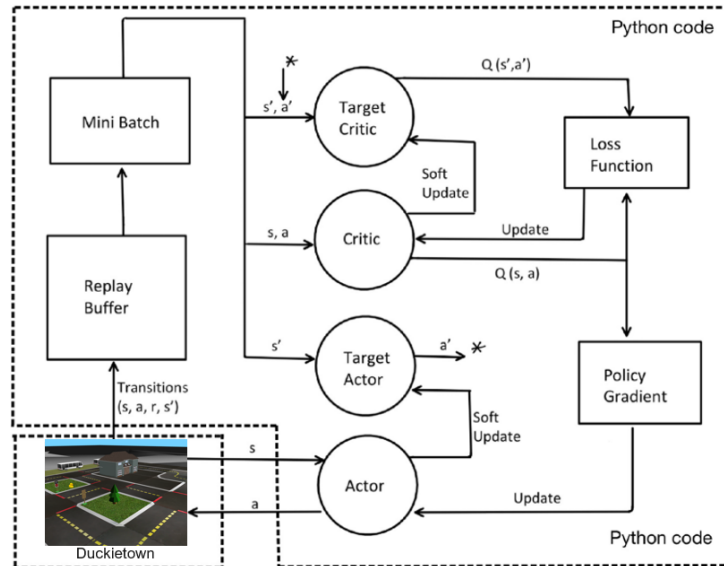 Python code
Q (s',a')
s', a'
Mini Batch
Target
Critic
Loss
Function
Soft
Update
s, a
Critic
Update
Q (s, a)
Replay
Buffer
s'
Target
Actor
a'
Policy
Gradient
Transitions
(s, a, r, s')
Soft
Update
s
Actor
a
Update
Duckietown
Python code